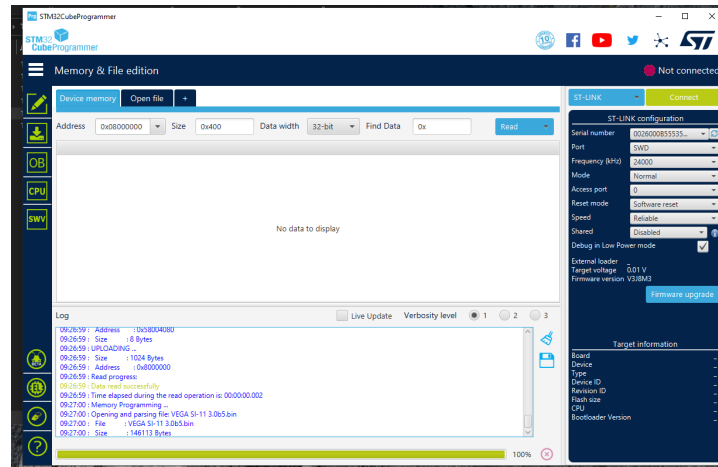 STM32CubeProgrammer
STM32
CubeProgrammer
Memory & File edition
Not connected
Device memory
Open file
+
Address 0x08000000 Size 0x400 Data width 32-bit Find Data 0x Read
No data to display
Log
Live Update Verbosity level 1 2 3
09:26:59 : Address : 0x58004080
09:26:59 : Size : 8 Bytes
09:26:59 : UPLOADING ...
09:26:59 : Size : 1024 Bytes
09:26:59 : Address : 0x8000000
09:26:59 : Read progress:
09:26:59 : Data read successfully
09:26:59 : Time elapsed during the read operation is: 00:00:00.002
09:27:00 : Memory Programming ...
09:27:00 : Opening and parsing file: VEGA SI-11 3.0b5.bin
09:27:00 : File : VEGA SI-11 3.0b5.bin
09:27:00 : Size : 146113 Bytes
100%
OB
CPU
SWV
ST-LINK Connect
ST-LINK configuration
Serial number 0026000B55535...
Port SWD
Frequency (kHz) 24000
Mode Normal
Access port 0
Reset mode Software reset
Speed Reliable
Shared Disabled
Debug in Low Power mode
External loader _
Target voltage 0.01 V
Firmware version V3J8M3
Firmware upgrade
Target information
Board _
Device _
Type _
Device ID _
Revision ID _
Flash size _
CPU _
Bootloader Version _